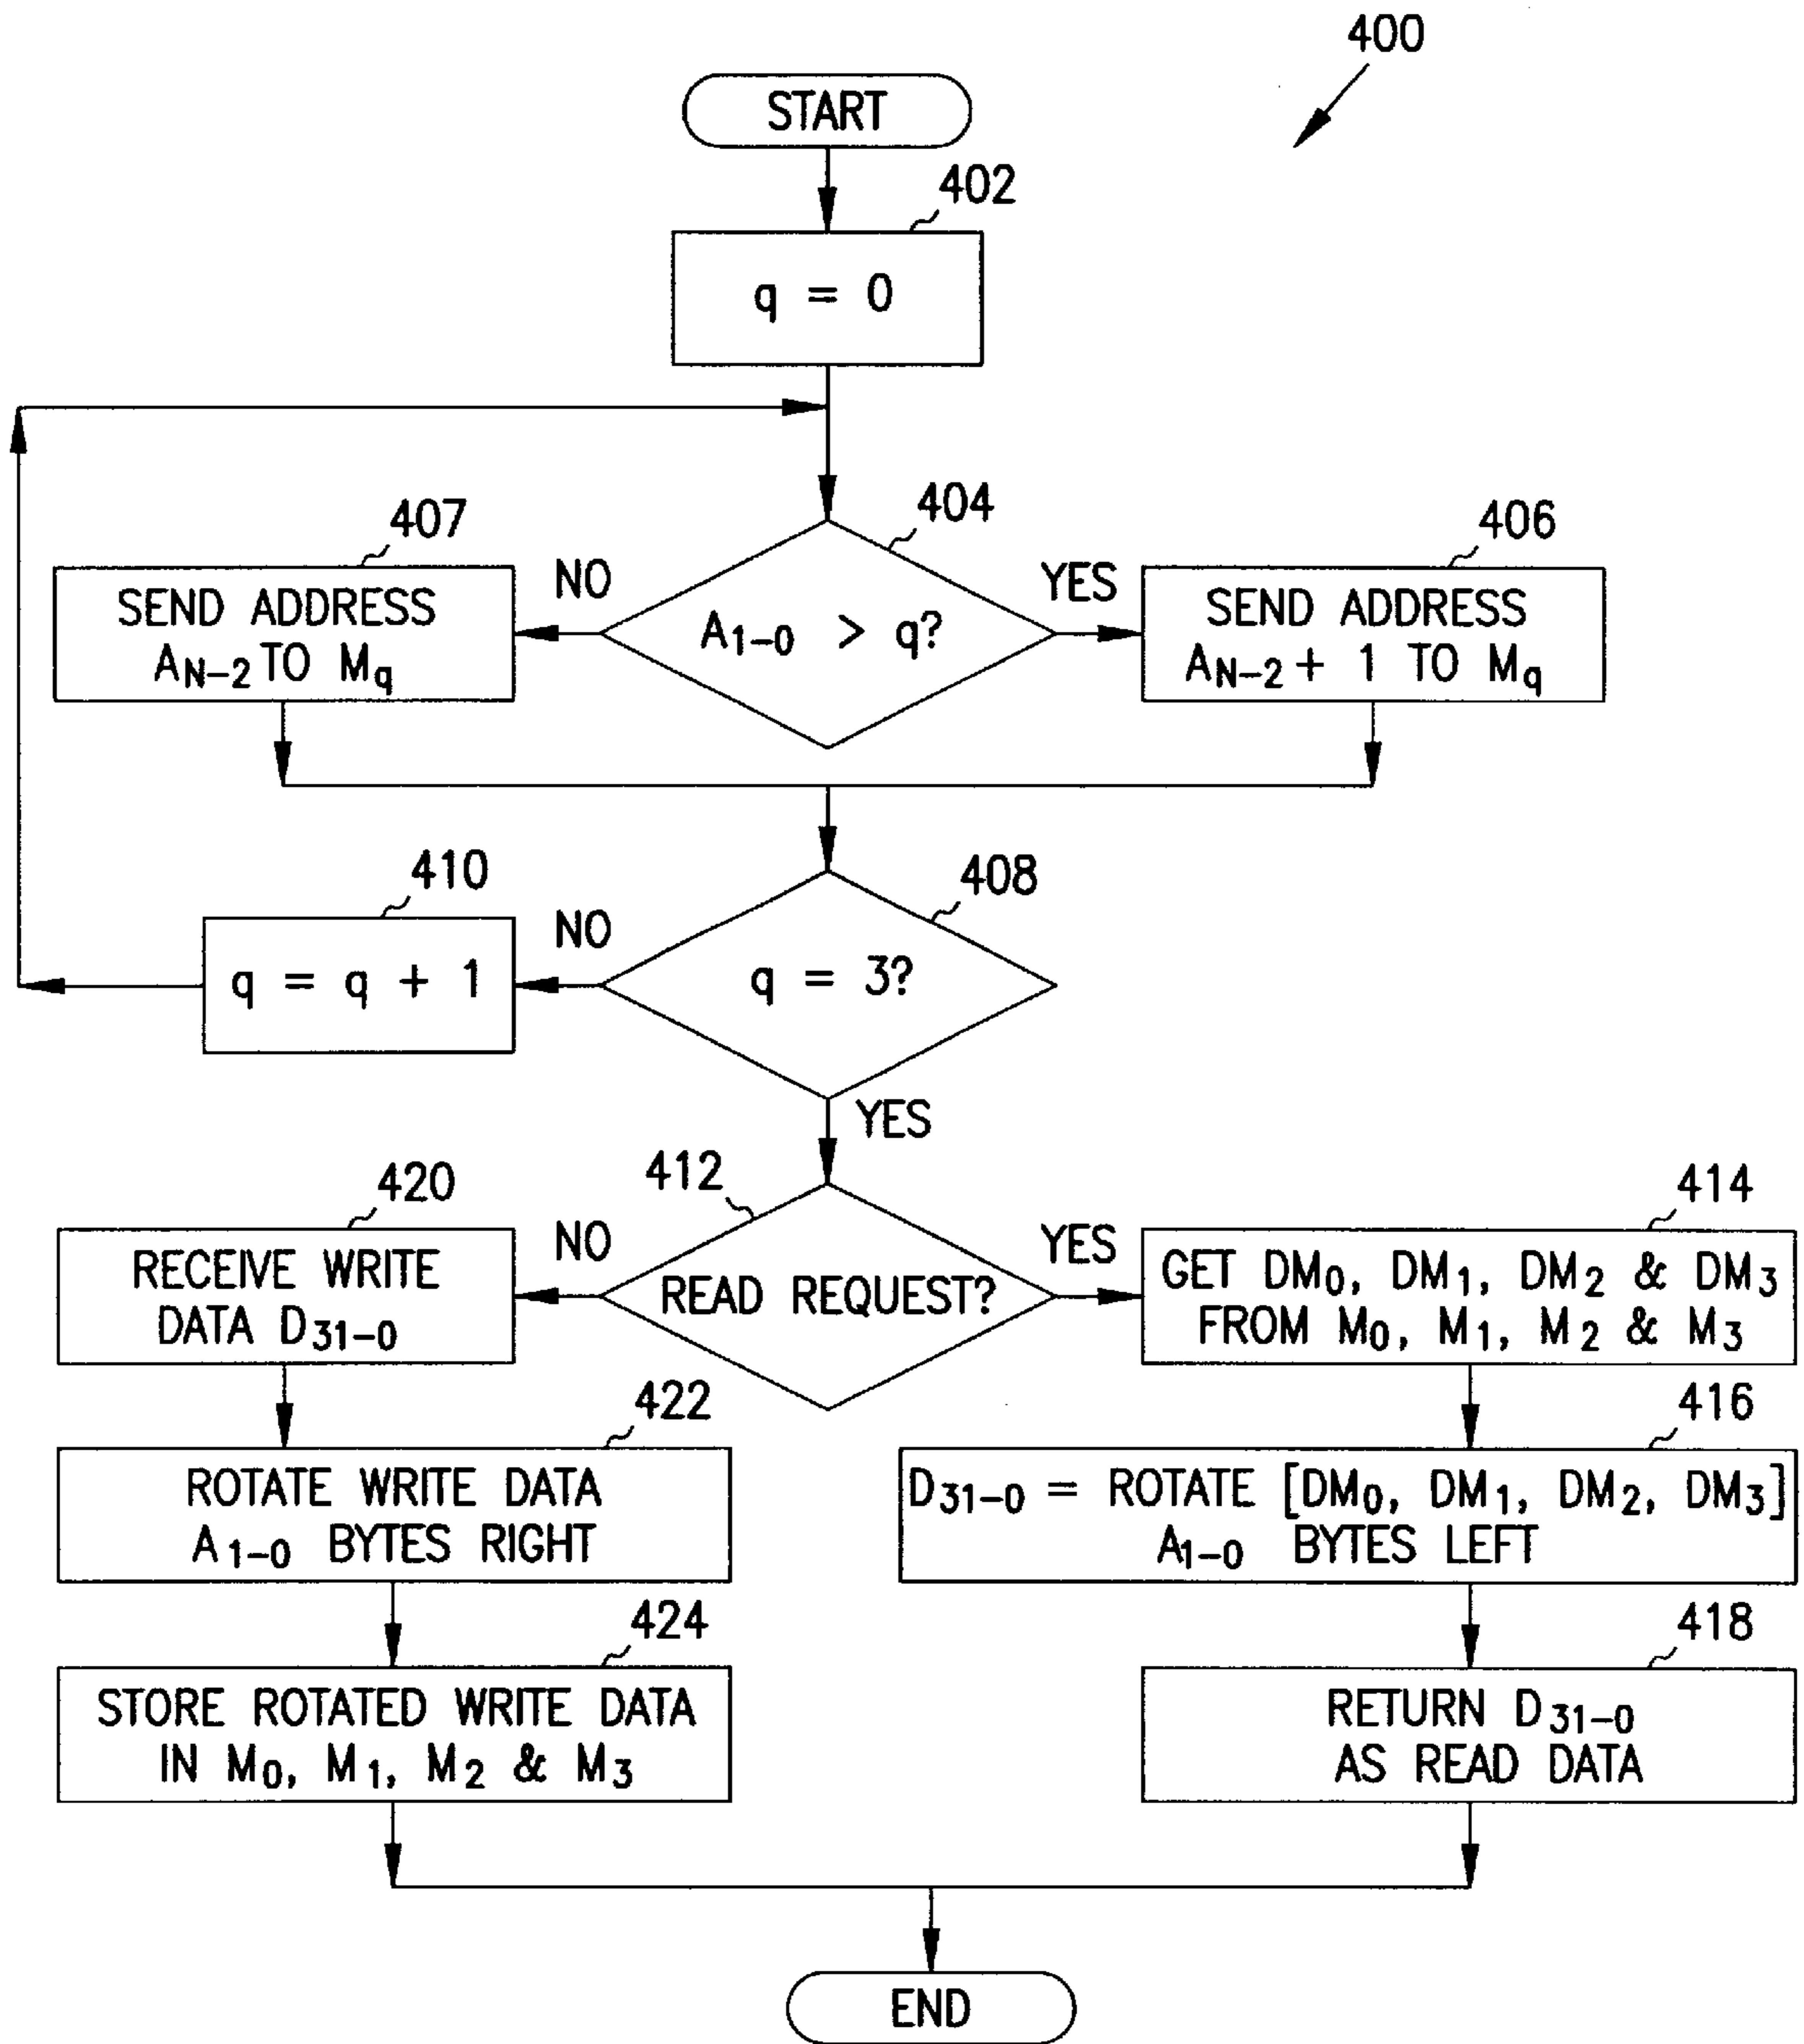 400
START
402
q = 0
404
A1-0 > q?
NO
YES
407
SEND ADDRESS
AN-2 TO Mq
406
SEND ADDRESS
AN-2 + 1 TO Mq
408
q = 3?
NO
YES
410
q = q + 1
412
READ REQUEST?
NO
YES
420
RECEIVE WRITE
DATA D31-0
414
GET DM0, DM1, DM2 & DM3
FROM M0, M1, M2 & M3
422
ROTATE WRITE DATA
A1-0 BYTES RIGHT
416
D31-0 = ROTATE [DM0, DM1, DM2, DM3]
A1-0 BYTES LEFT
424
STORE ROTATED WRITE DATA
IN M0, M1, M2 & M3
418
RETURN D31-0
AS READ DATA
END